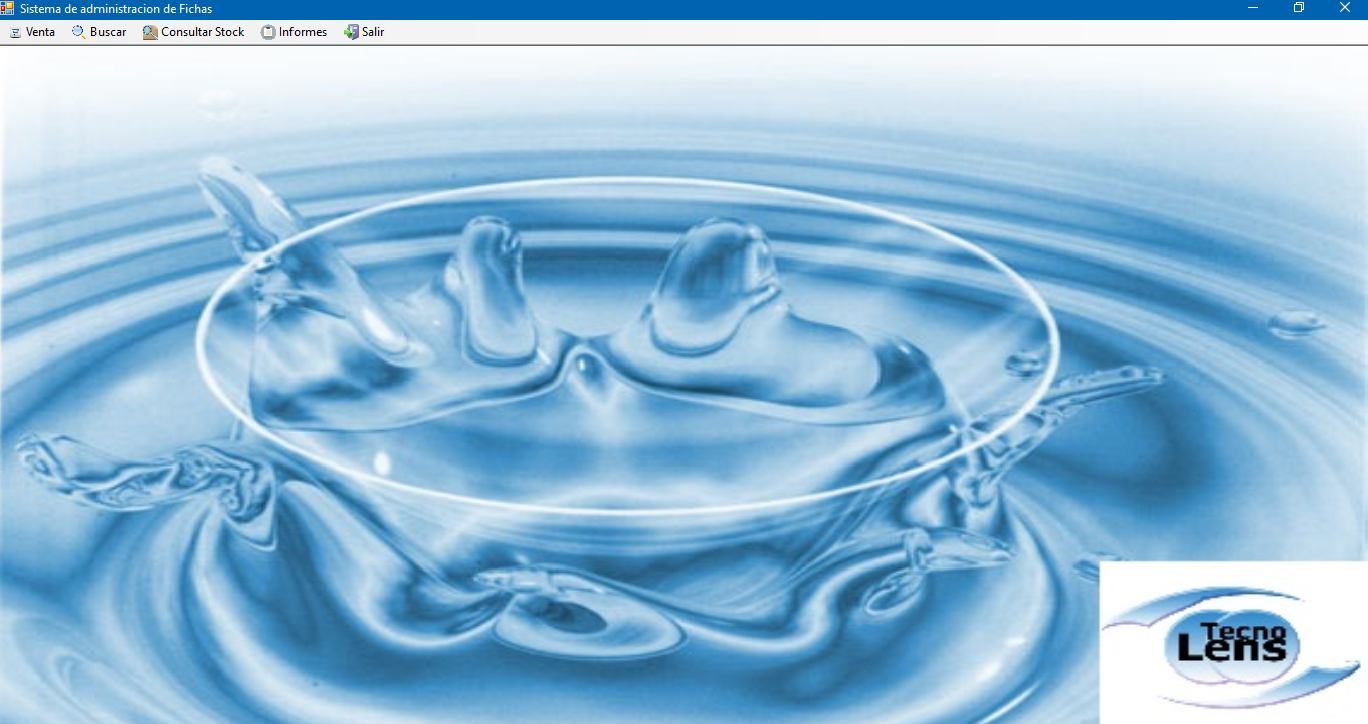 Sistema de administracion de Fichas
Venta Buscar Consultar Stock Informes Salir
Tecno
Lens